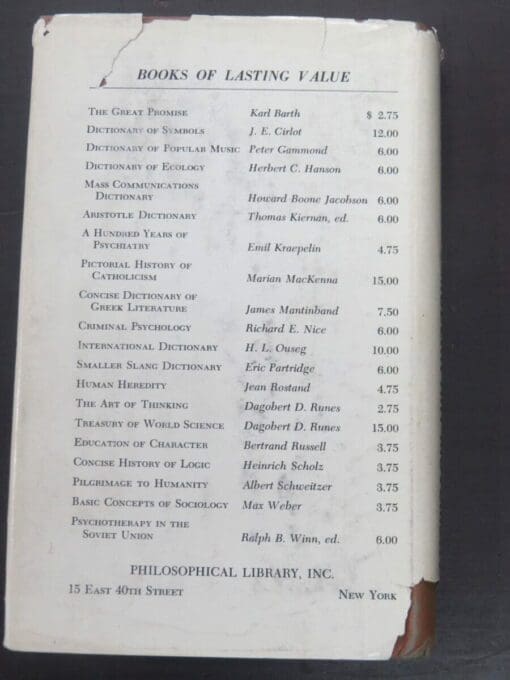 BOOKS OF LASTING VALUE
THE GREAT PROMISE Karl Barth $ 2.75
DICTIONARY OF SYMBOLS J. E. Cirlot 12.00
DICTIONARY OF POPULAR MUSIC Peter Gammond 6.00
DICTIONARY OF ECOLOGY Herbert C. Hanson 6.00
MASS COMMUNICATIONS
DICTIONARY Howard Boone Jacobson 6.00
ARISTOTLE DICTIONARY Thomas Kiernan, ed. 6.00
A HUNDRED YEARS OF
PSYCHIATRY Emil Kraepelin 4.75
PICTORIAL HISTORY OF
CATHOLICISM Marian MacKenna 15.00
CONCISE DICTIONARY OF
GREEK LITERATURE James Mantinband 7.50
CRIMINAL PSYCHOLOGY Richard E. Nice 6.00
INTERNATIONAL DICTIONARY H. L. Ouseg 10.00
SMALLER SLANG DICTIONARY Eric Partridge 6.00
HUMAN HEREDITY Jean Rostand 4.75
THE ART OF THINKING Dagobert D. Runes 2.75
TREASURY OF WORLD SCIENCE Dagobert D. Runes 15.00
EDUCATION OF CHARACTER Bertrand Russell 3.75
CONCISE HISTORY OF LOGIC Heinrich Scholz 3.75
PILGRIMAGE TO HUMANITY Albert Schweitzer 3.75
BASIC CONCEPTS OF SOCIOLOGY Max Weber 3.75
PSYCHOTHERAPY IN THE
SOVIET UNION Ralph B. Winn, ed. 6.00
PHILOSOPHICAL LIBRARY, INC.
15 EAST 40TH STREET NEW YORK